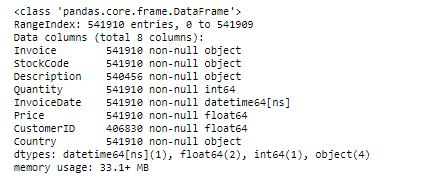 <class 'pandas.core.frame.DataFrame'>
RangeIndex: 541910 entries, 0 to 541909
Data columns (total 8 columns):
Invoice        541910 non-null object
StockCode      541910 non-null object
Description    540456 non-null object
Quantity       541910 non-null int64
InvoiceDate    541910 non-null datetime64[ns]
Price          541910 non-null float64
CustomerID     406830 non-null float64
Country        541910 non-null object
dtypes: datetime64[ns](1), float64(2), int64(1), object(4)
memory usage: 33.1+ MB